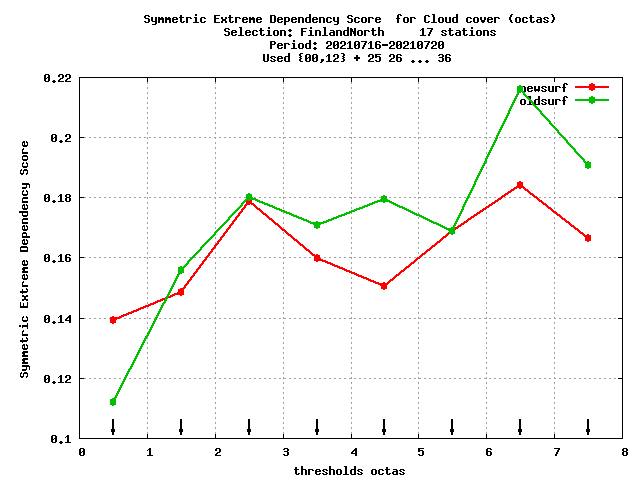 Symmetric Extreme Dependency Score  for Cloud cover (octas)
Selection: FinlandNorth     17 stations
Period: 20210716-20210720
Used {00,12} + 25 26 ... 36
newsurf
oldsurf
Symmetric Extreme Dependency Score
0.22
0.2
0.18
0.16
0.14
0.12
0.1
0 1 2 3 4 5 6 7 8
thresholds octas